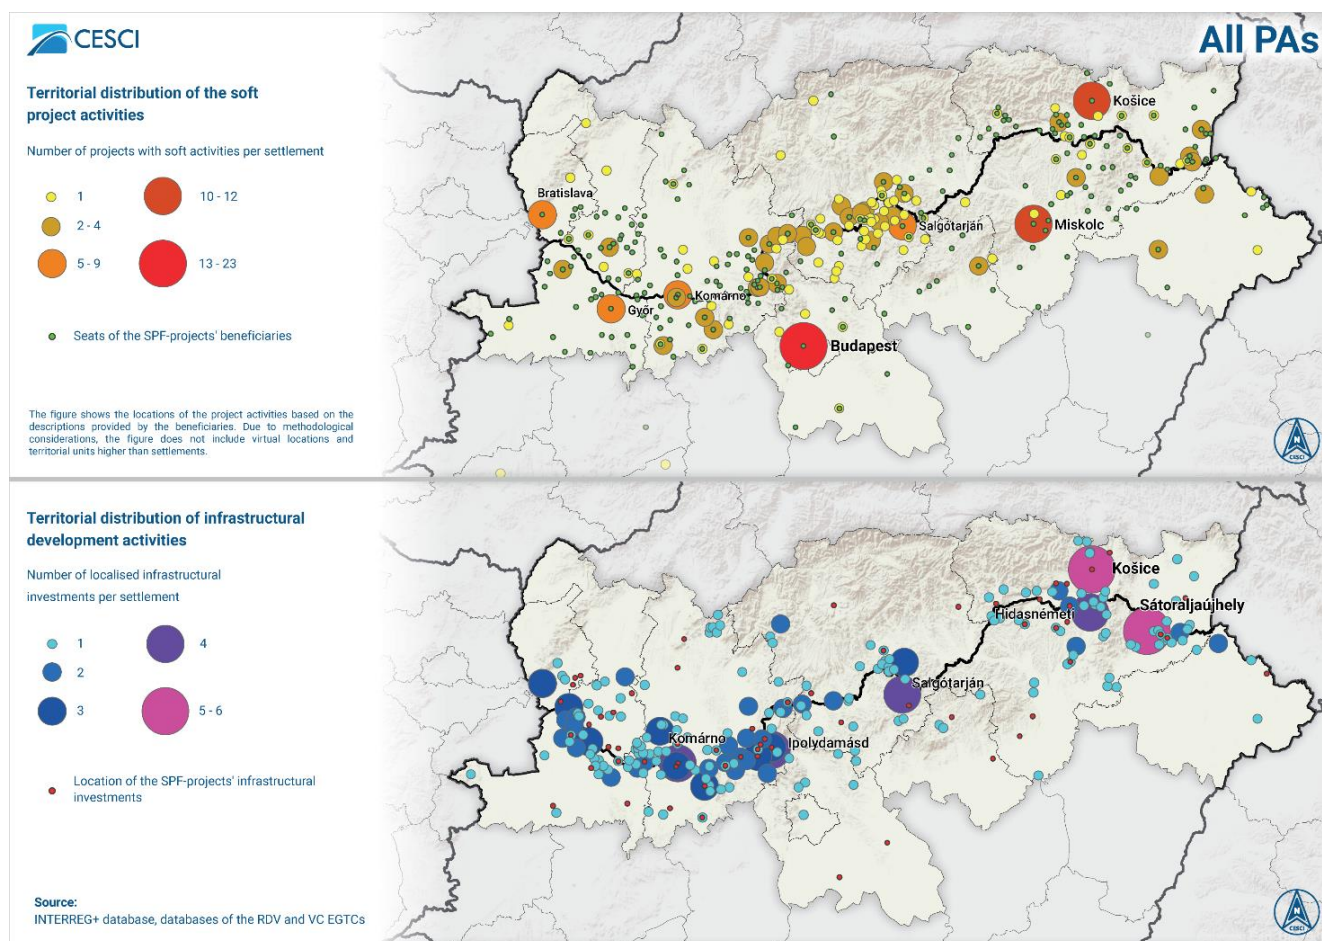 CESCI
All PAs
Territorial distribution of the soft
project activities
Number of projects with soft activities per settlement
1
10 - 12
2 - 4
5 - 9
13 - 23
Seats of the SPF-projects' beneficiaries
The figure shows the locations of the project activities based on the
descriptions provided by the beneficiaries. Due to methodological
considerations, the figure does not include virtual locations and
territorial units higher than settlements.
Košice
Bratislava
Salgótarján
Miskolc
Komárno
Győr
Budapest
N
CESCI
Territorial distribution of infrastructural
development activities
Number of localised infrastructural
investments per settlement
1
4
2
3
5 - 6
Location of the SPF-projects' infrastructural
investments
Source:
INTERREG+ database, databases of the RDV and VC EGTCs
Košice
Hidasnémeti
Sátoraljaújhely
Salgótarján
Komárno
Ipolydamásd
N
CESCI